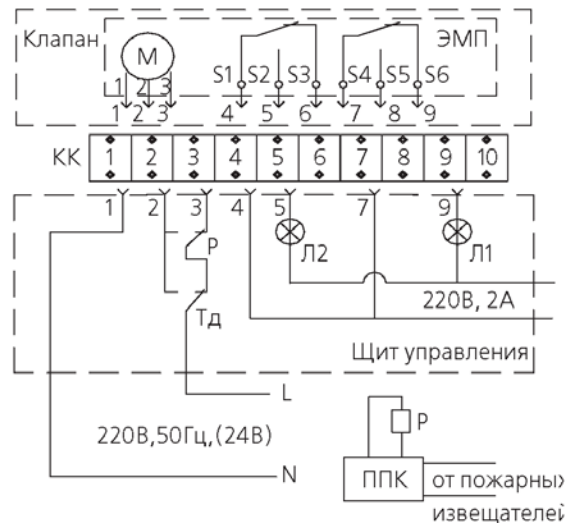 Клапан
ЭМП
М
1 2 3
S1 S2 S3 S4 S5 S6
1 2 3 4 5 6 7 8 9
КК 1 2 3 4 5 6 7 8 9 10
1 2 3 4 5 7 9
Р
Л2
Л1
Тд
220В, 2А
Щит управления
L
220В,50Гц,(24В)
Р
N
ППК
от пожарных
извещателей